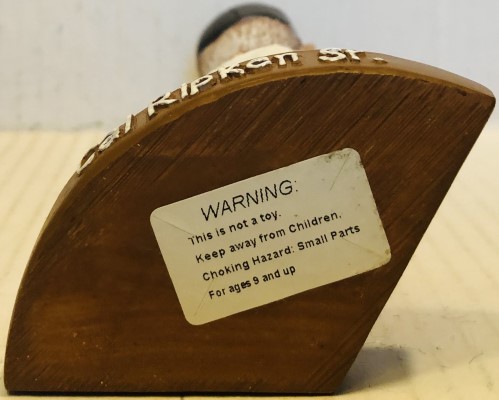 Cal Ripken Sr.
WARNING:
This is not a toy.
Keep away from Children.
Choking Hazard: Small Parts
For ages 9 and up